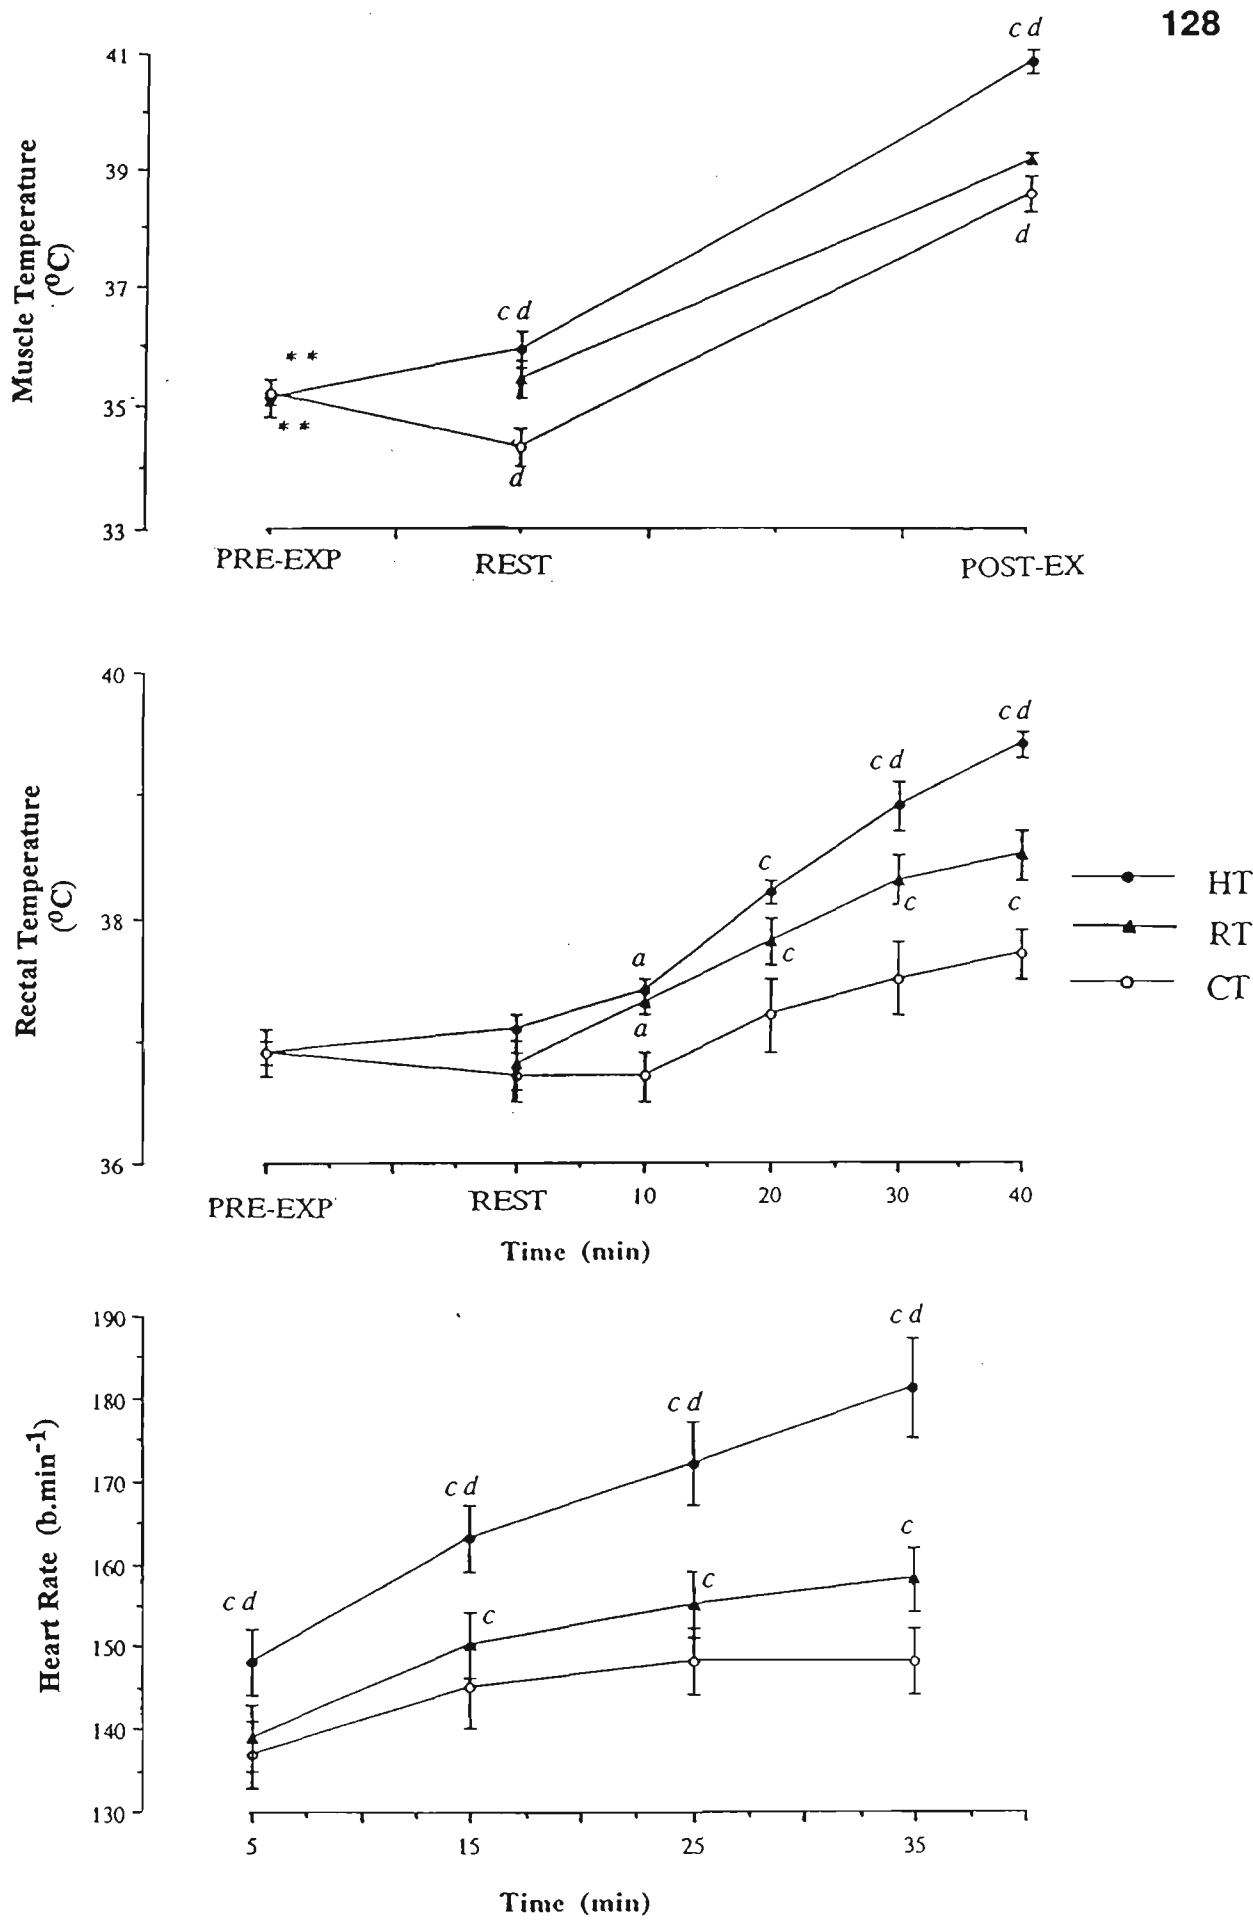 128
c d
41
39
d
37
c d
* *
35
* *
d
33
PRE-EXP REST POST-EX
Muscle Temperature
(ºC)
40
c d
c d
c
HT
c c
38
RT
a c
CT
a
36
PRE-EXP REST 10 20 30 40
Time (min)
Rectal Temperature
(ºC)
190
c d
180
c d
170
c d
c
160
c d c
c
150
140
130
5 15 25 35
Time (min)
Heart Rate (b.min⁻¹)